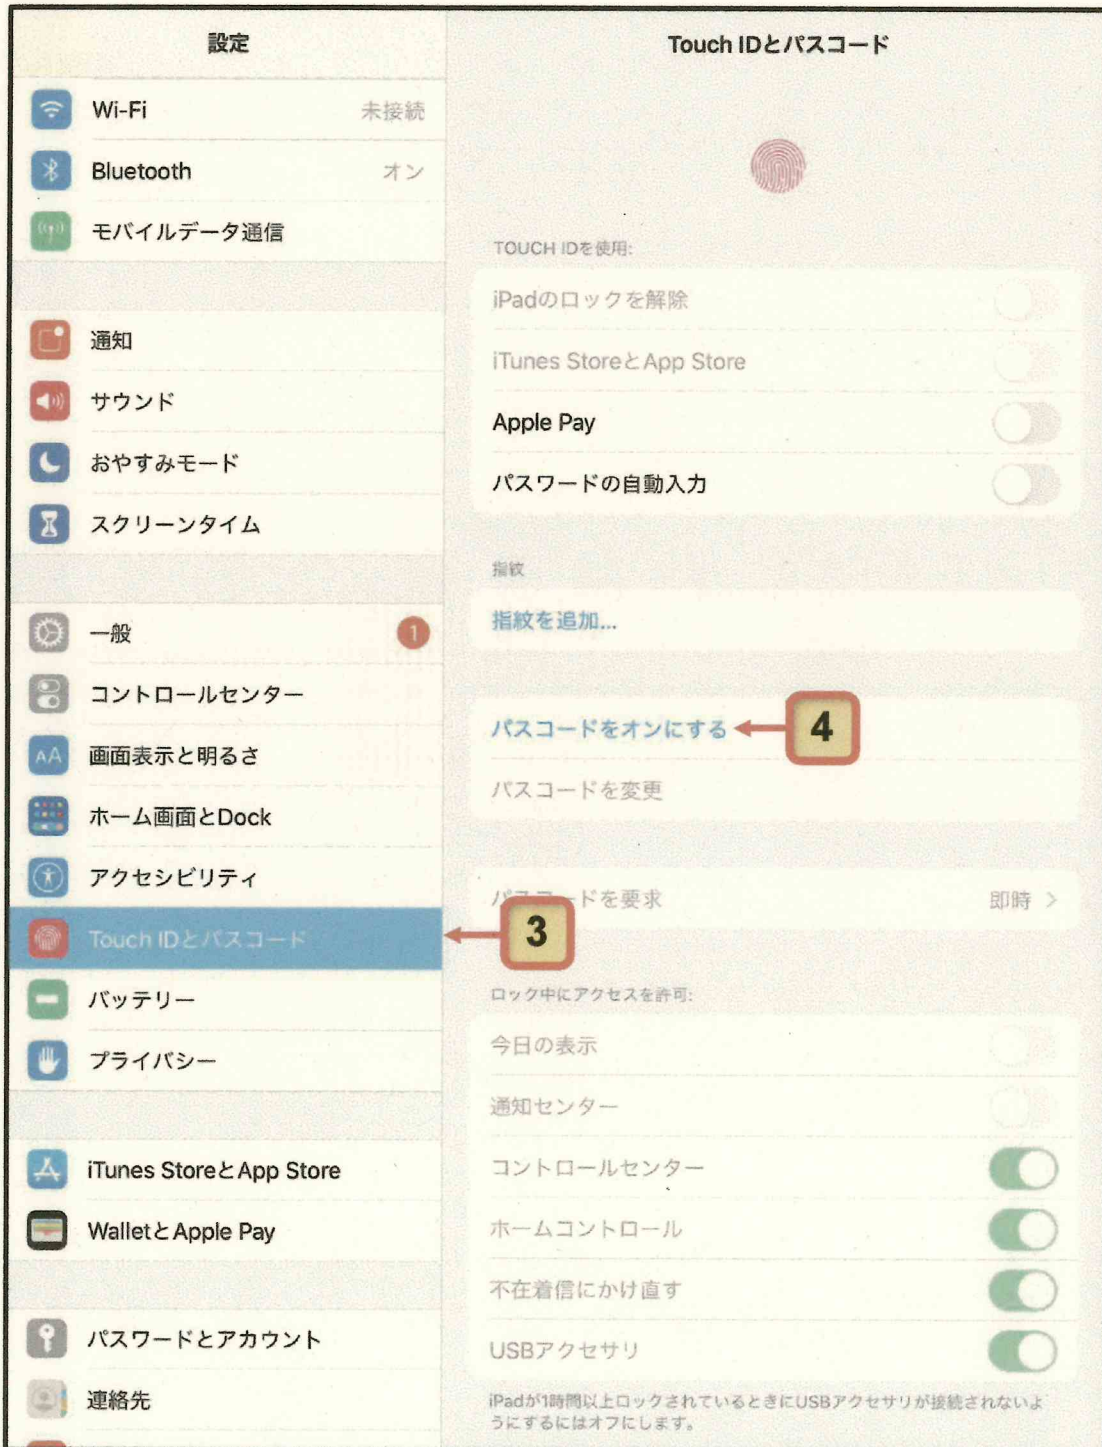 設定
Wi-Fi 未接続
Bluetooth オン
モバイルデータ通信
通知
サウンド
おやすみモード
スクリーンタイム
一般 1
コントロールセンター
AA 画面表示と明るさ
ホーム画面とDock
アクセシビリティ
Touch IDとパスコード
バッテリー
プライバシー
iTunes StoreとApp Store
WalletとApple Pay
パスワードとアカウント
連絡先
Touch IDとパスコード
TOUCH IDを使用:
iPadのロックを解除
iTunes StoreとApp Store
Apple Pay
パスワードの自動入力
指紋
指紋を追加...
パスコードをオンにする 4
パスコードを変更
パスコードを要求 即時 >
3
ロック中にアクセスを許可:
今日の表示
通知センター
コントロールセンター
ホームコントロール
不在着信にかけ直す
USBアクセサリ
iPadが1時間以上ロックされているときにUSBアクセサリが接続されないよ
うにするにはオフにします。